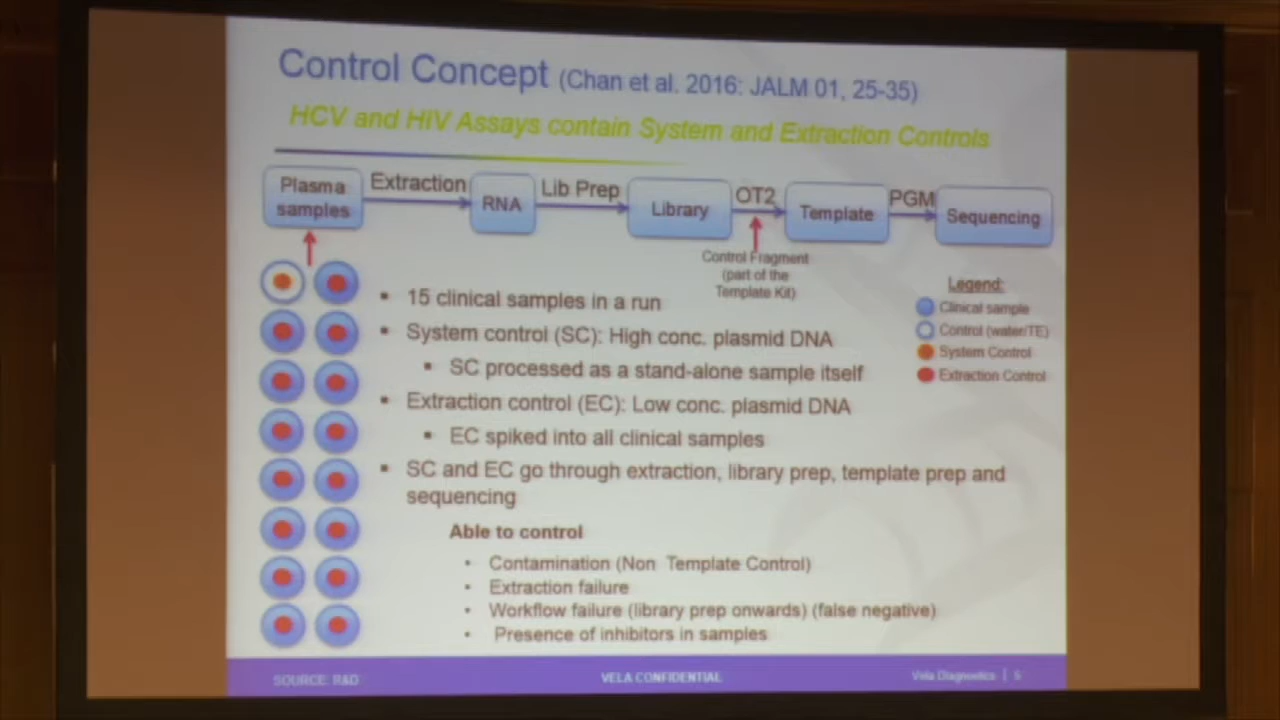 Control Concept (Chan et al. 2016: JALM 01, 25-35)
HCV and HIV Assays contain System and Extraction Controls
Plasma samples
Extraction
RNA
Lib Prep
Library
OT2
Template
PGM
Sequencing
Control Fragment
(part of the
Template Kit)
Legend:
Clinical sample
Control (water/TE)
System Control
Extraction Control
15 clinical samples in a run
System control (SC): High conc. plasmid DNA
SC processed as a stand-alone sample itself
Extraction control (EC): Low conc. plasmid DNA
EC spiked into all clinical samples
SC and EC go through extraction, library prep, template prep and
sequencing
Able to control
Contamination (Non Template Control)
Extraction failure
Workflow failure (library prep onwards) (false negative)
Presence of inhibitors in samples
SOURCE: R&D
VELA CONFIDENTIAL
Vela Diagnostics | 5